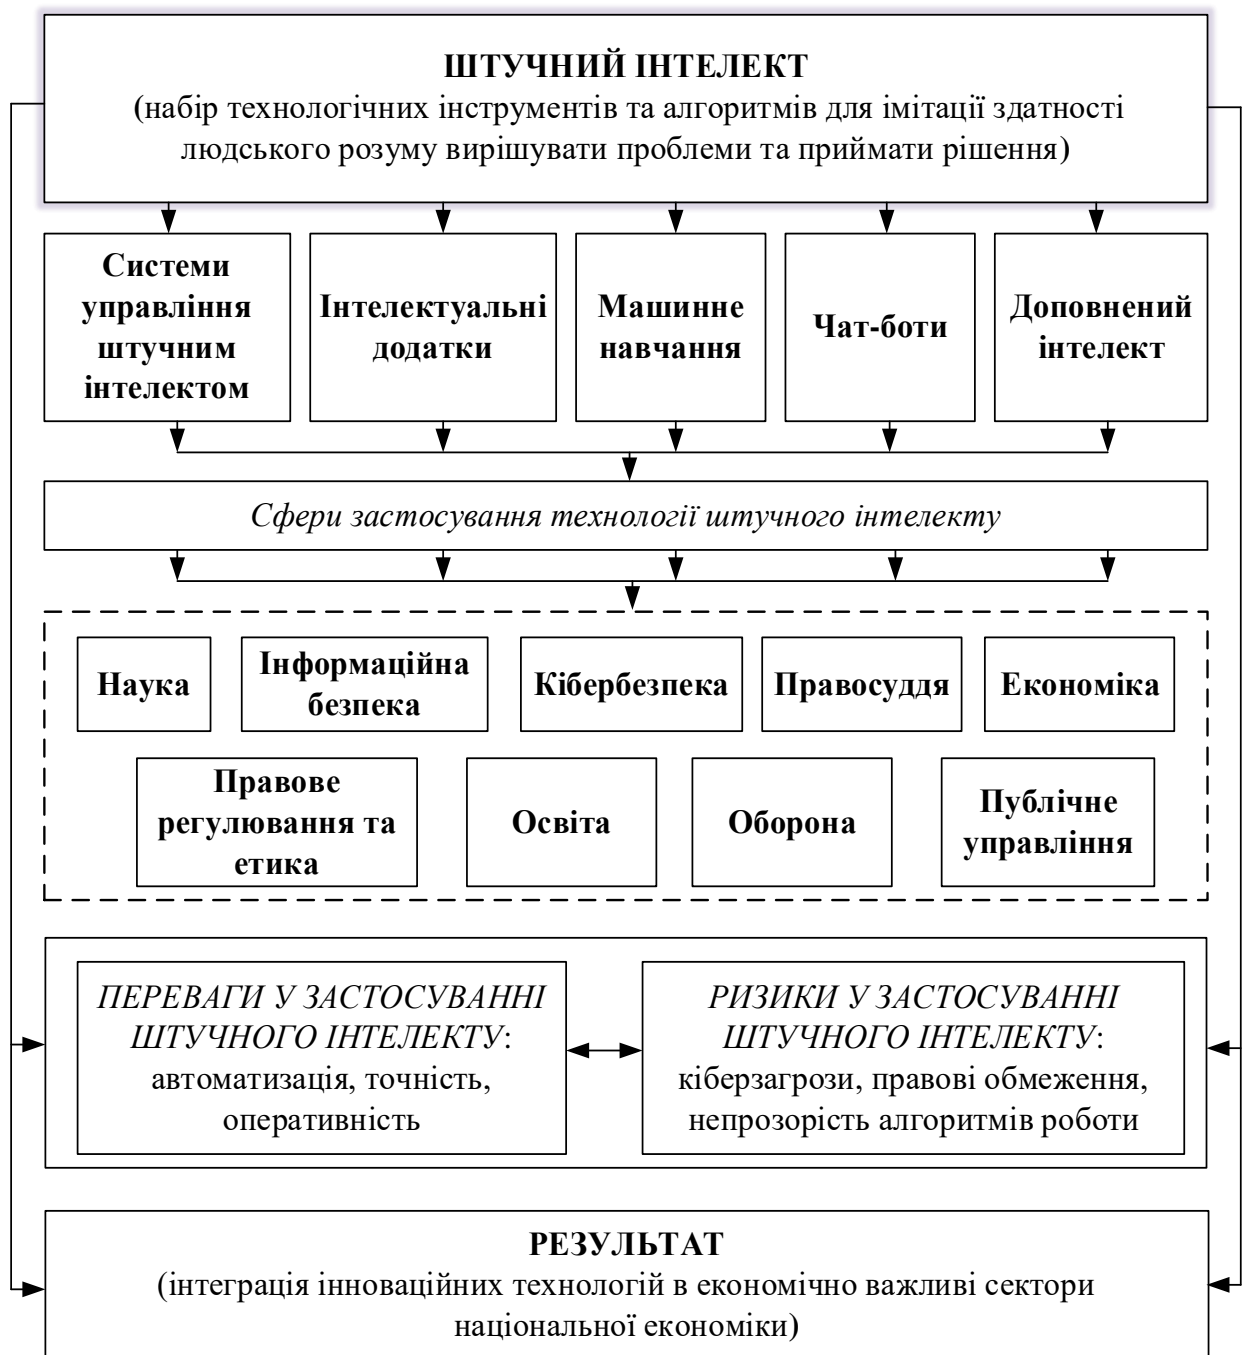 ШТУЧНИЙ ІНТЕЛЕКТ
(набір технологічних інструментів та алгоритмів для імітації здатності
людського розуму вирішувати проблеми та приймати рішення)
Системи
управління
штучним
інтелектом
Інтелектуальні
додатки
Машинне
навчання
Чат-боти
Доповнений
інтелект
Сфери застосування технології штучного інтелекту
Наука
Інформаційна
безпека
Кібербезпека
Правосуддя
Економіка
Правове
регулювання та
етика
Освіта
Оборона
Публічне
управління
ПЕРЕВАГИ У ЗАСТОСУВАННІ
ШТУЧНОГО ІНТЕЛЕКТУ:
автоматизація, точність,
оперативність
РИЗИКИ У ЗАСТОСУВАННІ
ШТУЧНОГО ІНТЕЛЕКТУ:
кіберзагрози, правові обмеження,
непрозорість алгоритмів роботи
РЕЗУЛЬТАТ
(інтеграція інноваційних технологій в економічно важливі сектори
національної економіки)